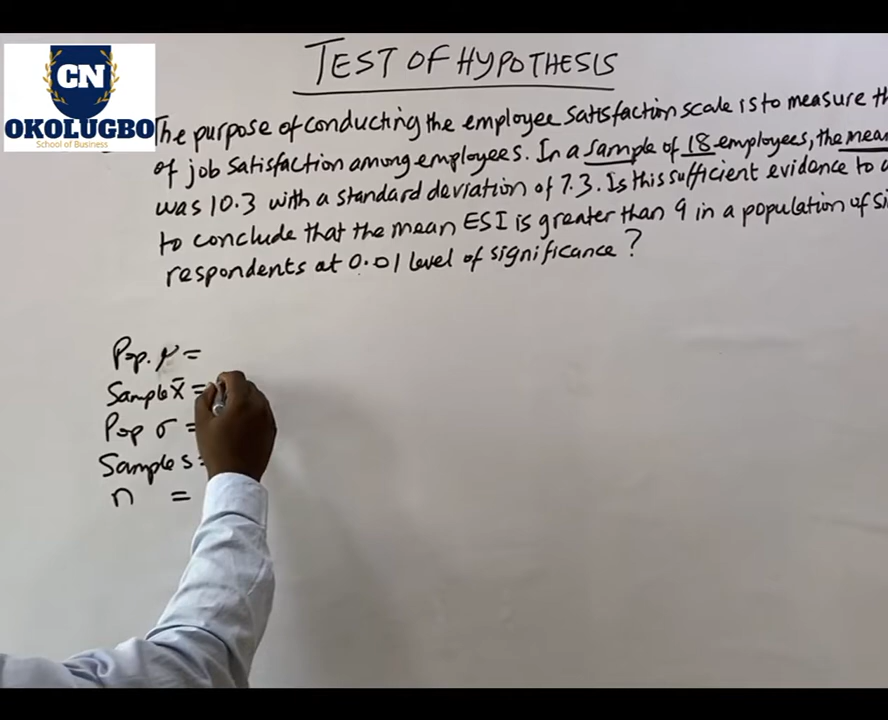 CN
OKOLUGBO
School of Business
TEST OF HYPOTHESIS
The purpose of conducting the employee satisfaction scale is to measure
of job satisfaction among employees. In a sample of 18 employees, the mean
was 10.3 with a standard deviation of 7.3. Is this sufficient evidence to
to conclude that the mean ESI is greater than 9 in a population of
respondents at 0.01 level of significance?
Pop. μ =
Sample x̄ =
Pop σ =
Sample s =
n =